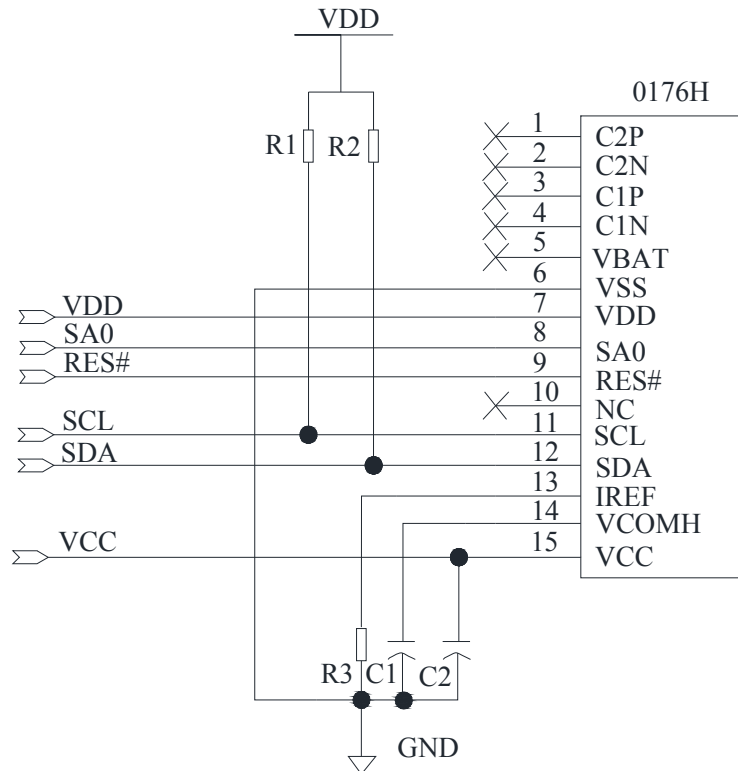 VDD
0176H
R1
R2
1 C2P
2 C2N
3 C1P
4 C1N
5 VBAT
6 VSS
VDD 7 VDD
SA0 8 SA0
RES# 9 RES#
10 NC
SCL 11 SCL
SDA 12 SDA
13 IREF
14 VCOMH
VCC 15 VCC
R3 C1 C2
GND